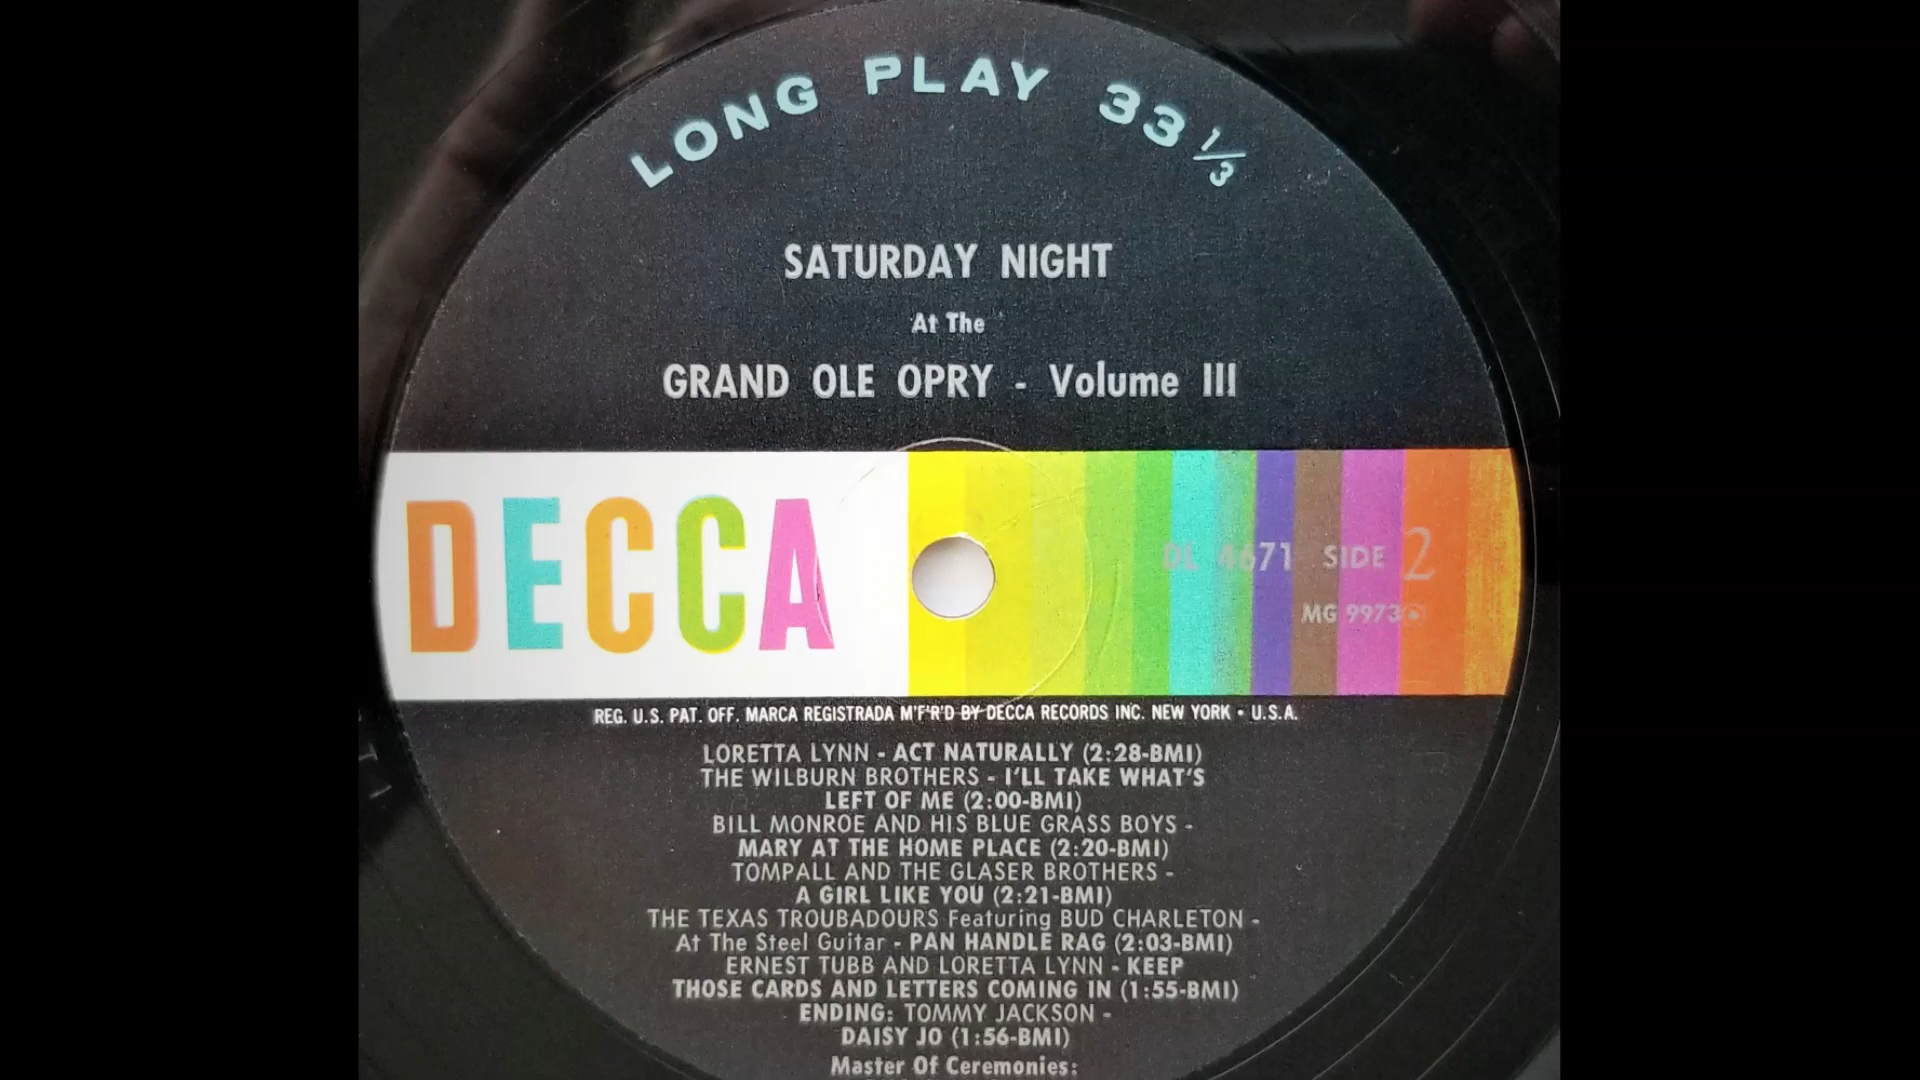 LONG PLAY 33 1/3
SATURDAY NIGHT
At The
GRAND OLE OPRY - Volume III
DECCA
DL 4671 SIDE 2
MG 9973
REG. U.S. PAT. OFF. MARCA REGISTRADA M'F'R'D BY DECCA RECORDS INC. NEW YORK • U.S.A.
LORETTA LYNN - ACT NATURALLY (2:28-BMI)
THE WILBURN BROTHERS - I'LL TAKE WHAT'S
LEFT OF ME (2:00-BMI)
BILL MONROE AND HIS BLUE GRASS BOYS -
MARY AT THE HOME PLACE (2:20-BMI)
TOMPALL AND THE GLASER BROTHERS -
A GIRL LIKE YOU (2:21-BMI)
THE TEXAS TROUBADOURS Featuring BUD CHARLETON -
At The Steel Guitar - PAN HANDLE RAG (2:03-BMI)
ERNEST TUBB AND LORETTA LYNN - KEEP
THOSE CARDS AND LETTERS COMING IN (1:55-BMI)
ENDING: TOMMY JACKSON -
DAISY JO (1:56-BMI)
Master Of Ceremonies: